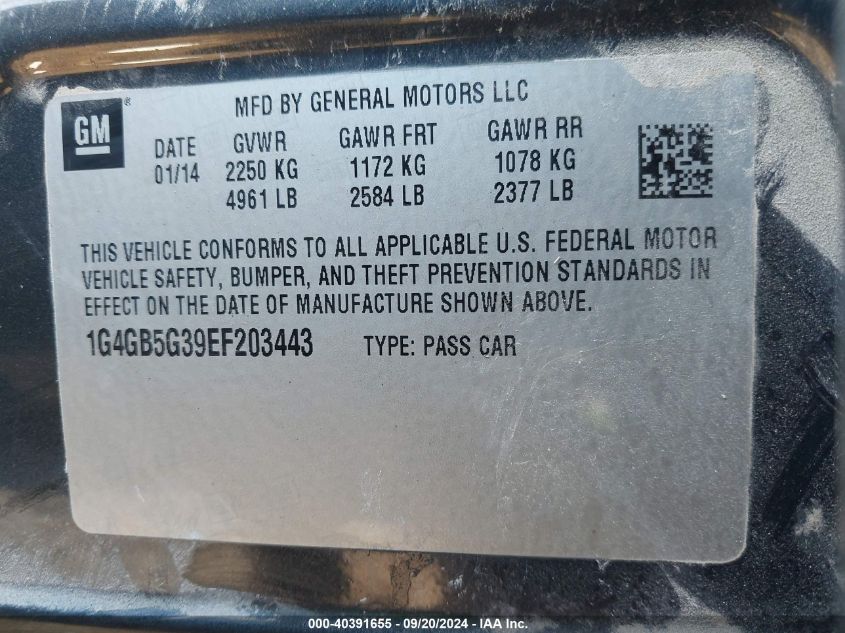 GM ®
MFD BY GENERAL MOTORS LLC
DATE GVWR GAWR FRT GAWR RR
01/14 2250 KG 1172 KG 1078 KG
4961 LB 2584 LB 2377 LB
THIS VEHICLE CONFORMS TO ALL APPLICABLE U.S. FEDERAL MOTOR
VEHICLE SAFETY, BUMPER, AND THEFT PREVENTION STANDARDS IN
EFFECT ON THE DATE OF MANUFACTURE SHOWN ABOVE.
1G4GB5G39EF203443 TYPE: PASS CAR
000-40391655 - 09/20/2024 - IAA Inc.